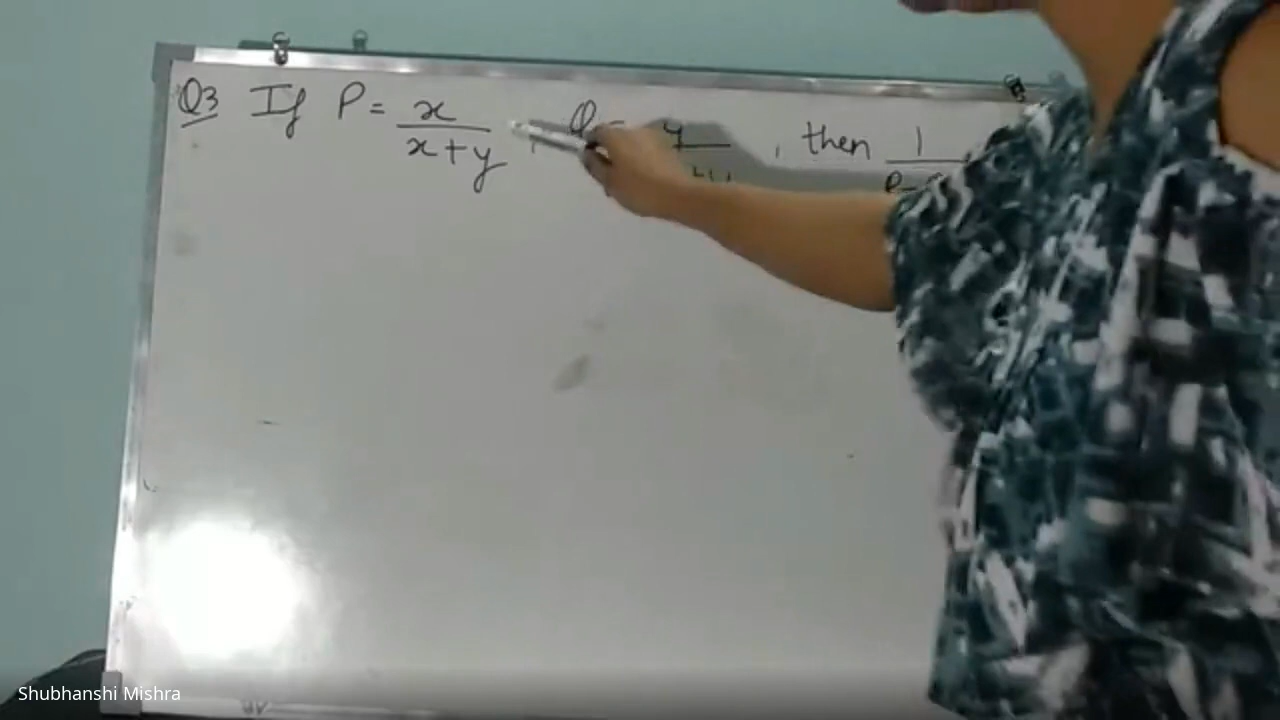 Q3 If P = x/(x+y) , Q = y/ , then 1/(P-
Shubhanshi Mishra